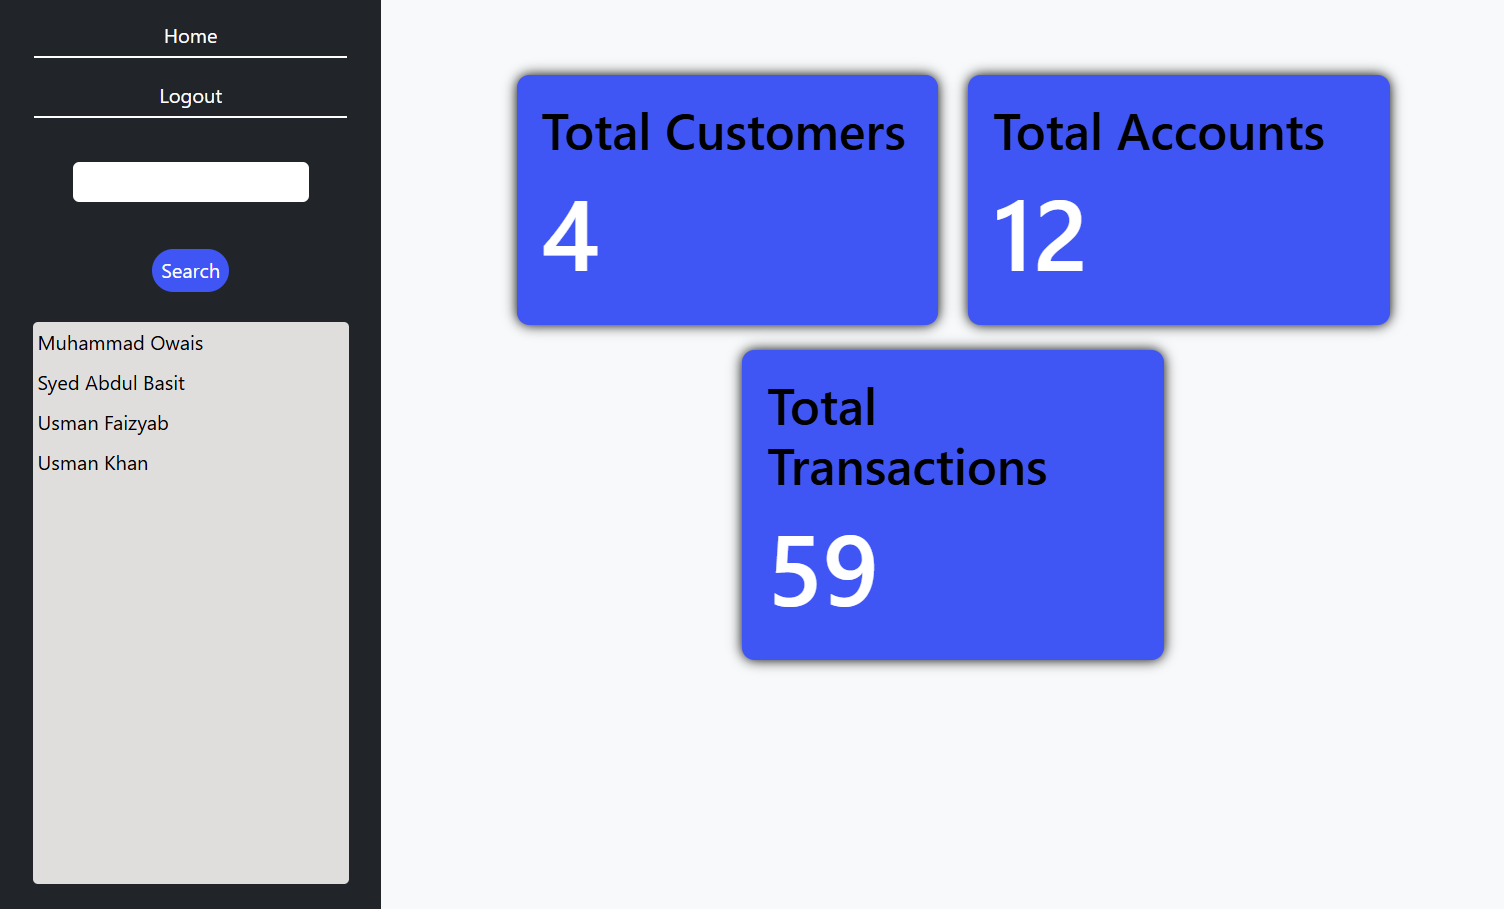 Home
Logout
Search
Muhammad Owais
Syed Abdul Basit
Usman Faizyab
Usman Khan
Total Customers
4
Total Accounts
12
Total
Transactions
59